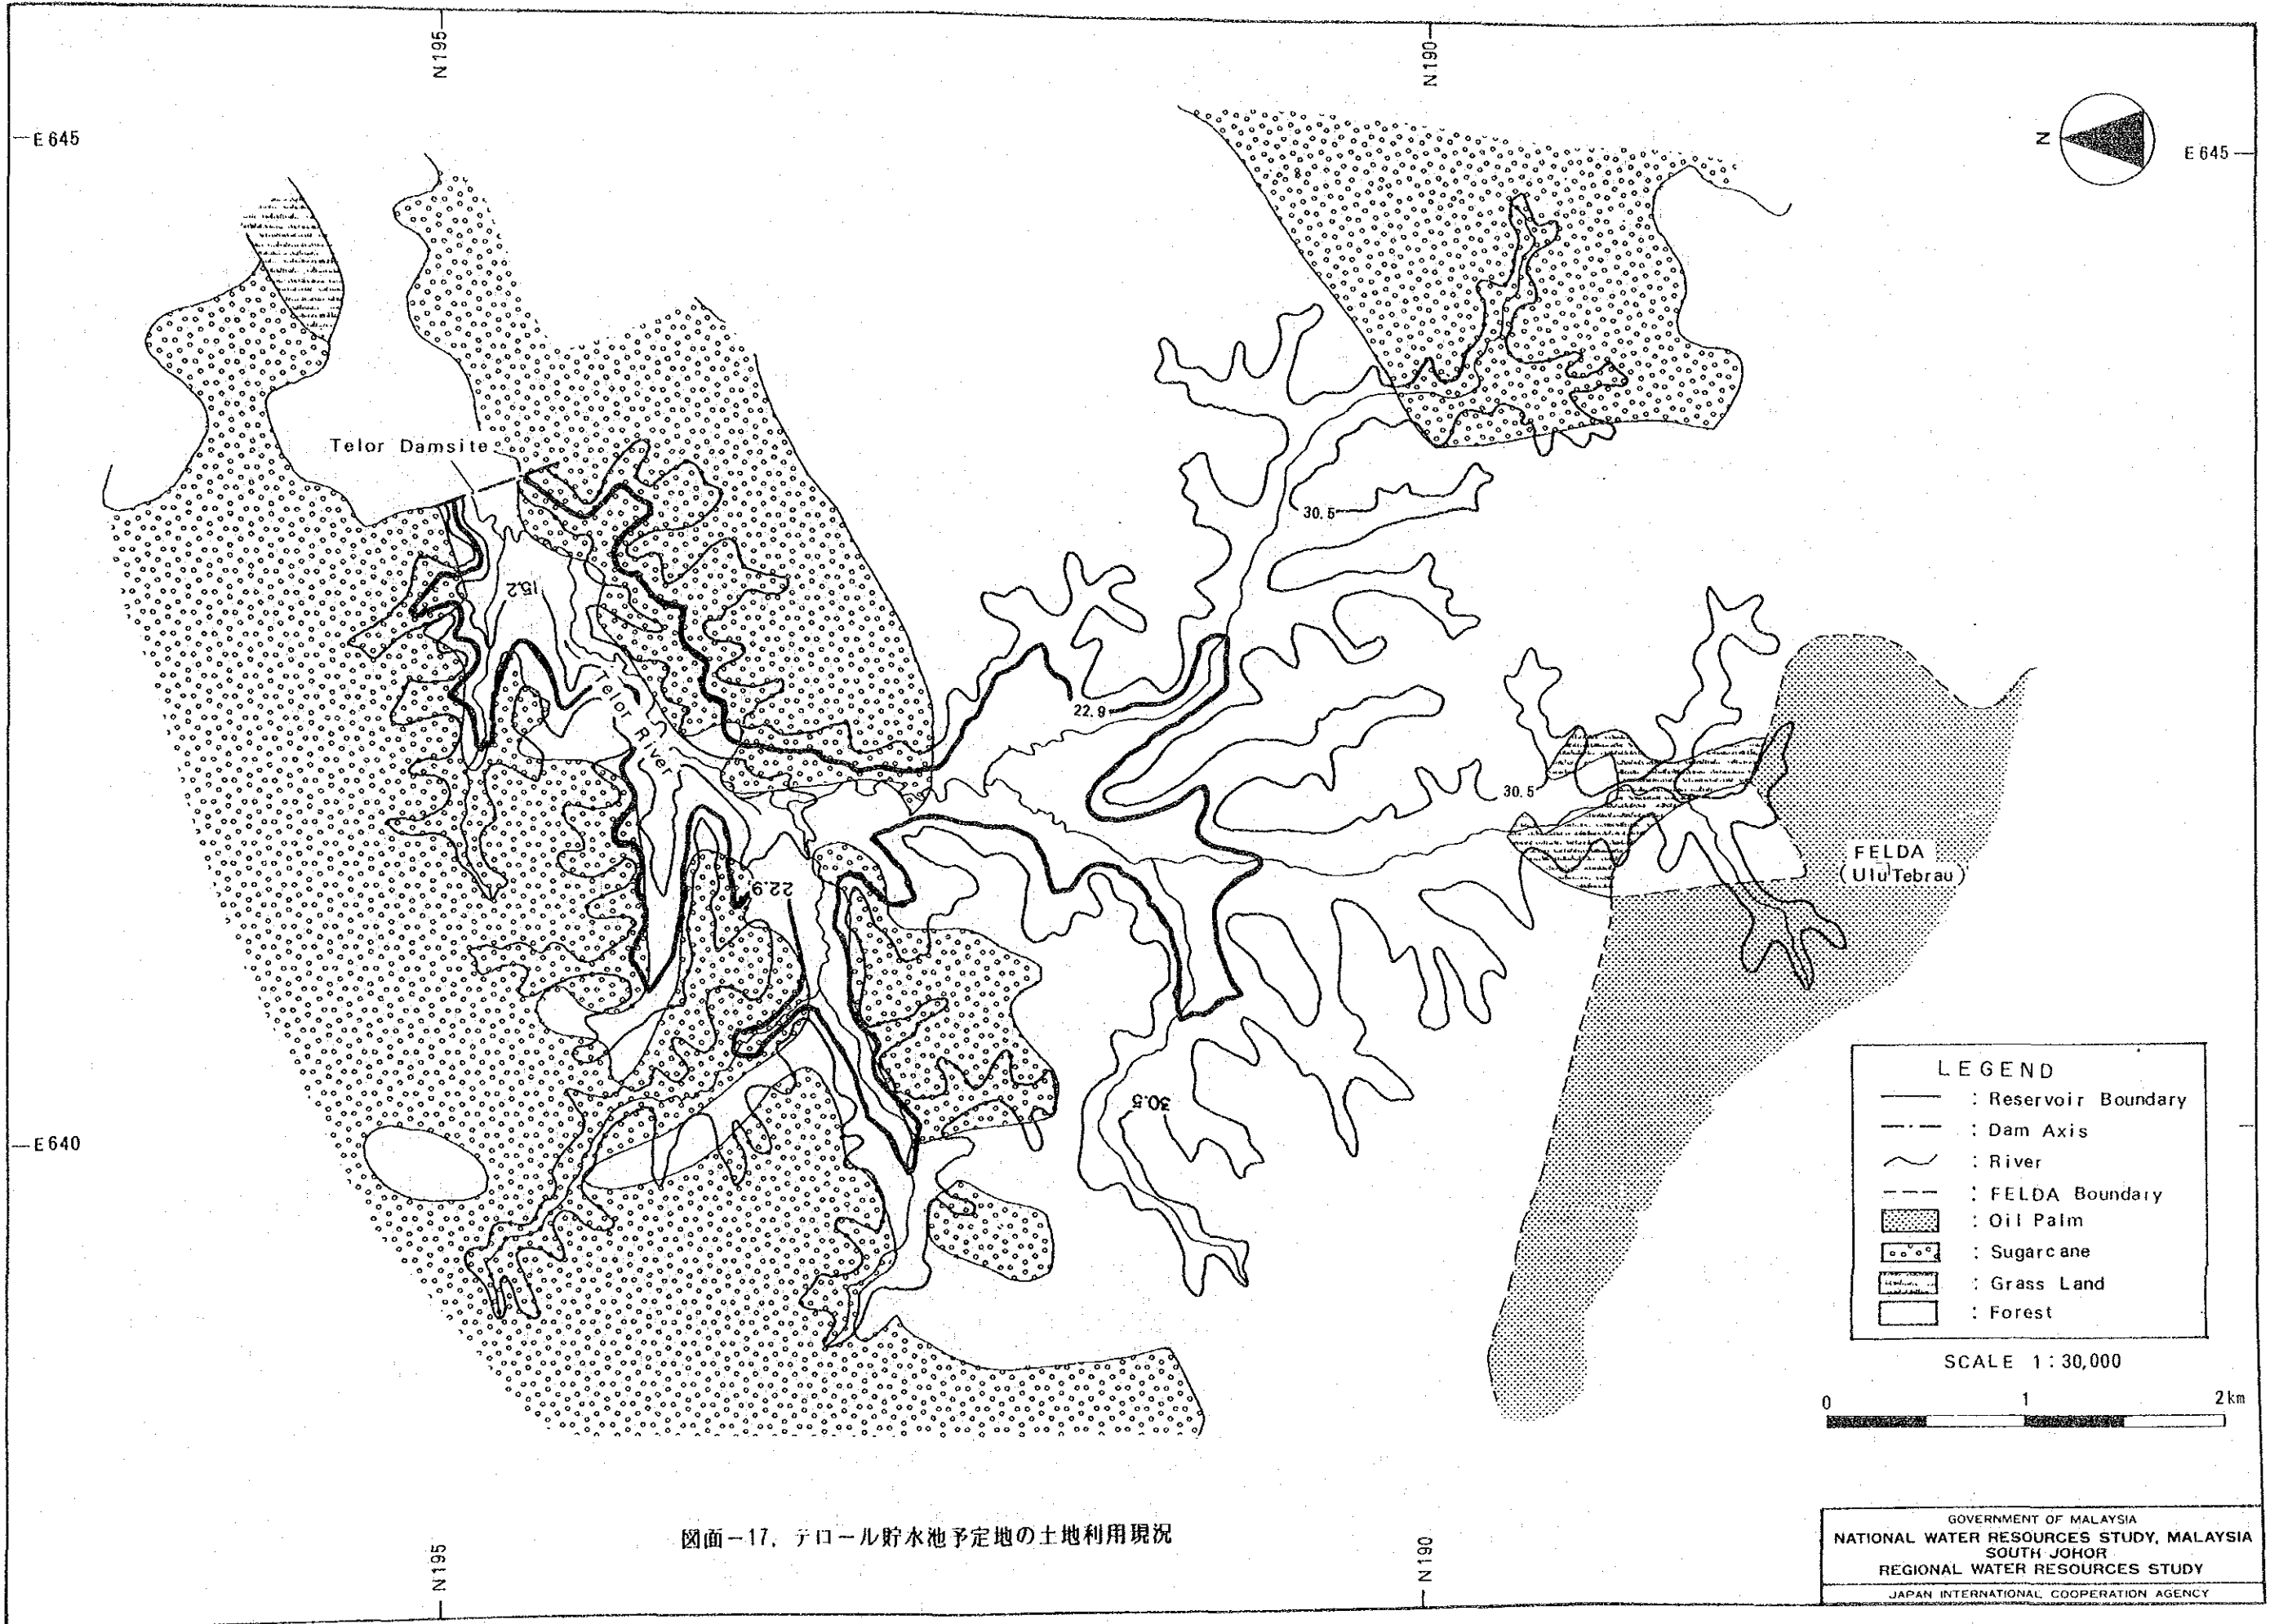 N195
N190
E645
N
E645
Telor Damsite
30.5
15.2
Telor River
22.9
30.5
22.9
FELDA
(Ulu Tebrau)
30.5
E640
LEGEND
: Reservoir Boundary
: Dam Axis
: River
: FELDA Boundary
: Oil Palm
: Sugarcane
: Grass Land
: Forest
SCALE 1:30,000
0 1 2km
図面-17. テロール貯水池予定地の土地利用現況
N195
N190
GOVERNMENT OF MALAYSIA
NATIONAL WATER RESOURCES STUDY, MALAYSIA
SOUTH JOHOR
REGIONAL WATER RESOURCES STUDY
JAPAN INTERNATIONAL COOPERATION AGENCY